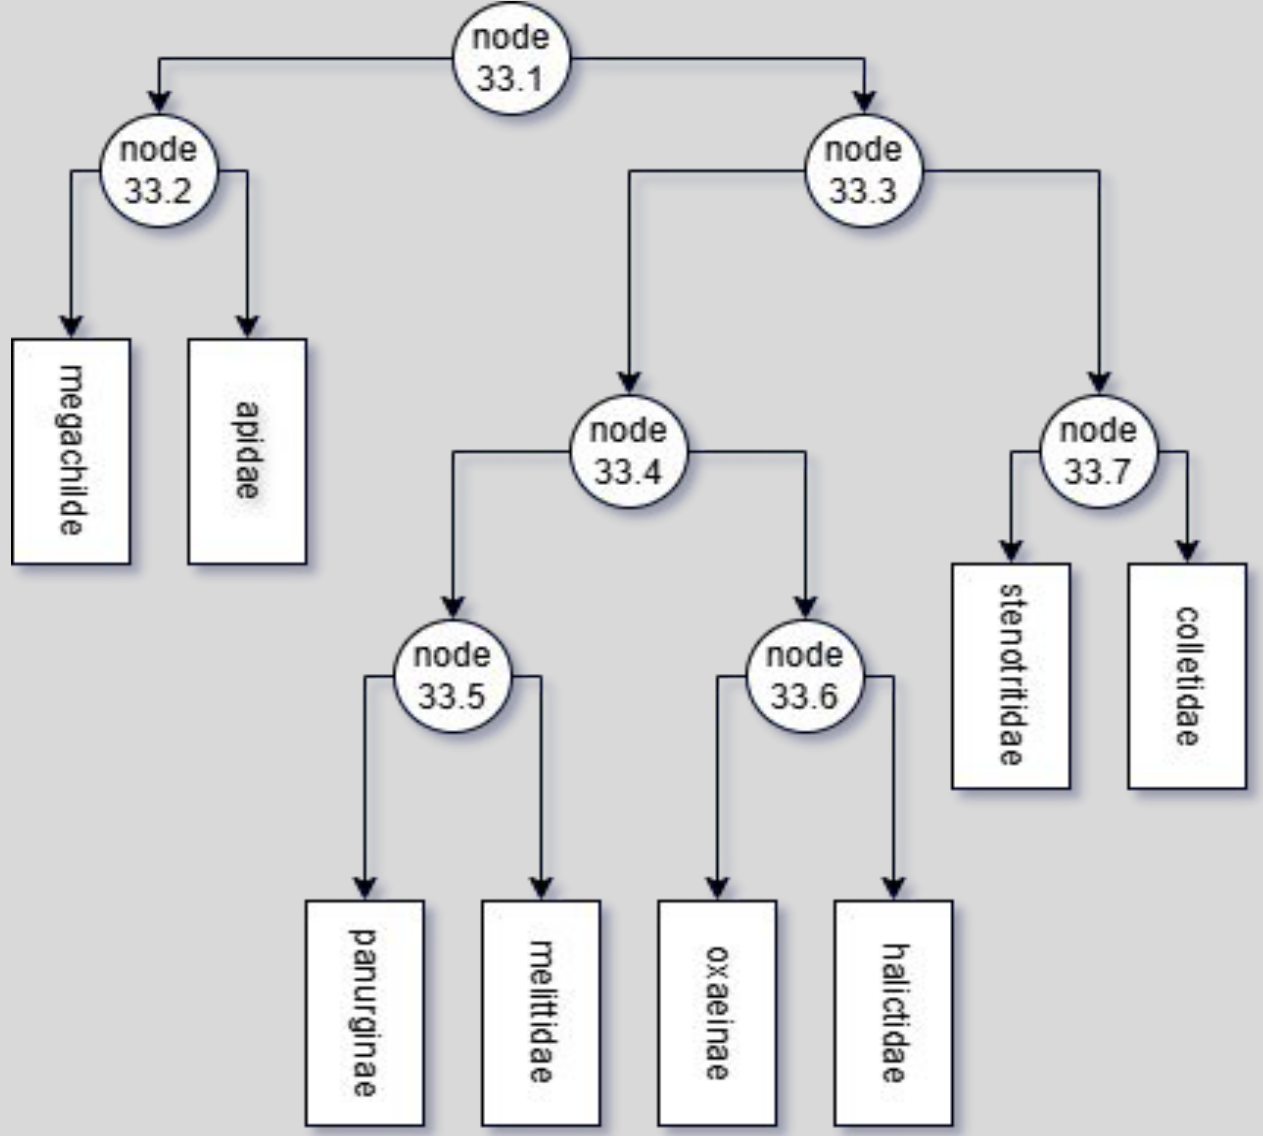 node
33.1
node
33.2
node
33.3
megachilde
apidae
node
33.4
node
33.7
stenotritidae
colletidae
node
33.5
node
33.6
panurginae
melittidae
oxaeinae
halictidae